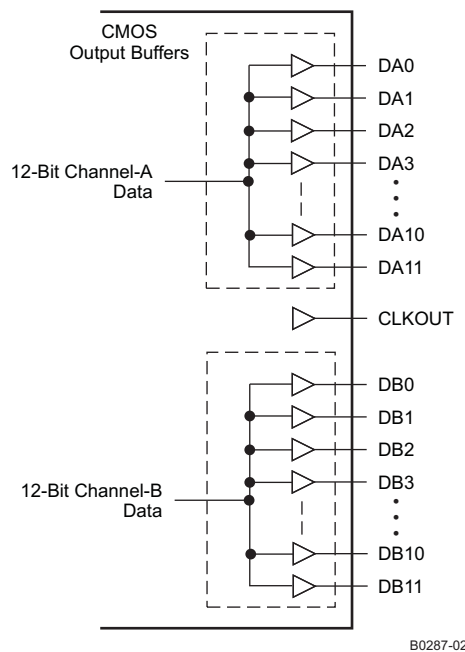 CMOS
Output Buffers
DA0
DA1
DA2
12-Bit Channel-A
Data
DA3
DA10
DA11
CLKOUT
DB0
DB1
DB2
12-Bit Channel-B
Data
DB3
DB10
DB11
B0287-02